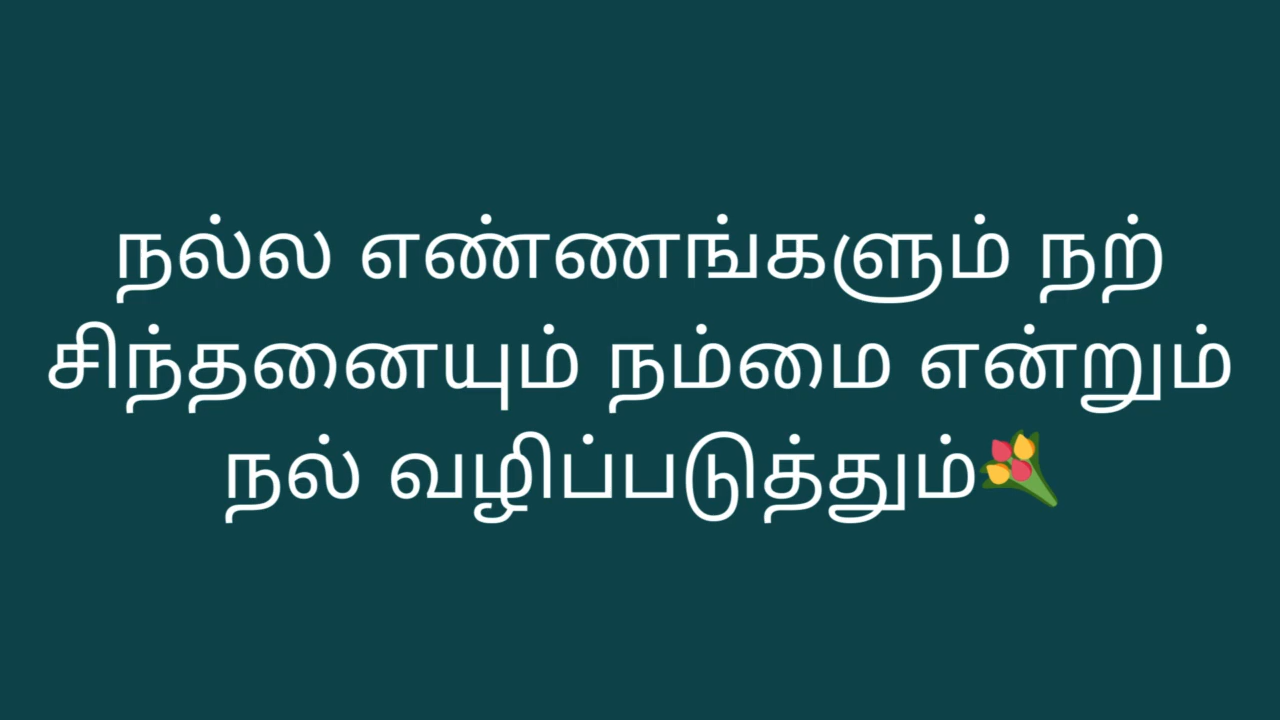 நல்ல எண்ணங்களும் நற்
சிந்தனையும் நம்மை என்றும்
நல் வழிப்படுத்தும்💐